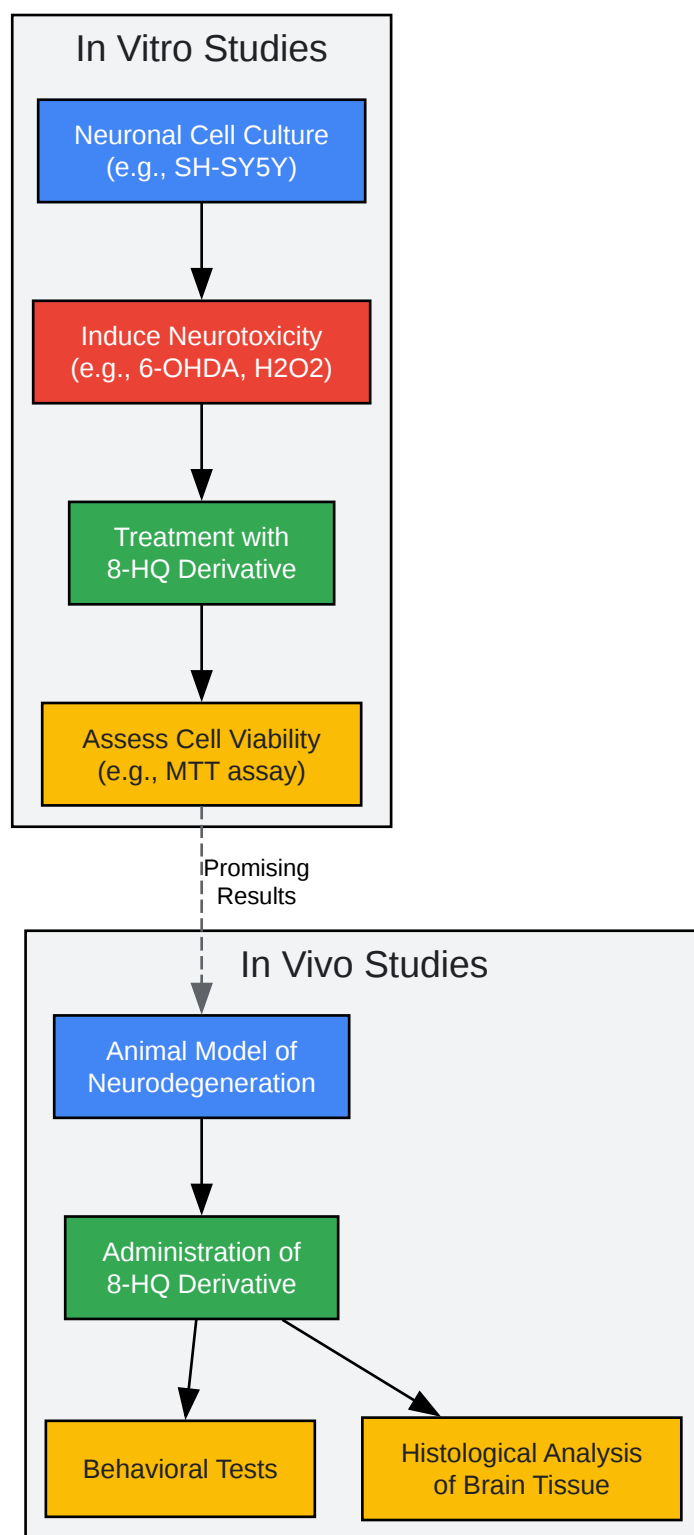 In Vitro Studies
Neuronal Cell Culture
(e.g., SH-SY5Y)
Induce Neurotoxicity
(e.g., 6-OHDA, H2O2)
Treatment with
8-HQ Derivative
Assess Cell Viability
(e.g., MTT assay)
Promising
Results
In Vivo Studies
Animal Model of
Neurodegeneration
Administration of
8-HQ Derivative
Behavioral Tests
Histological Analysis
of Brain Tissue